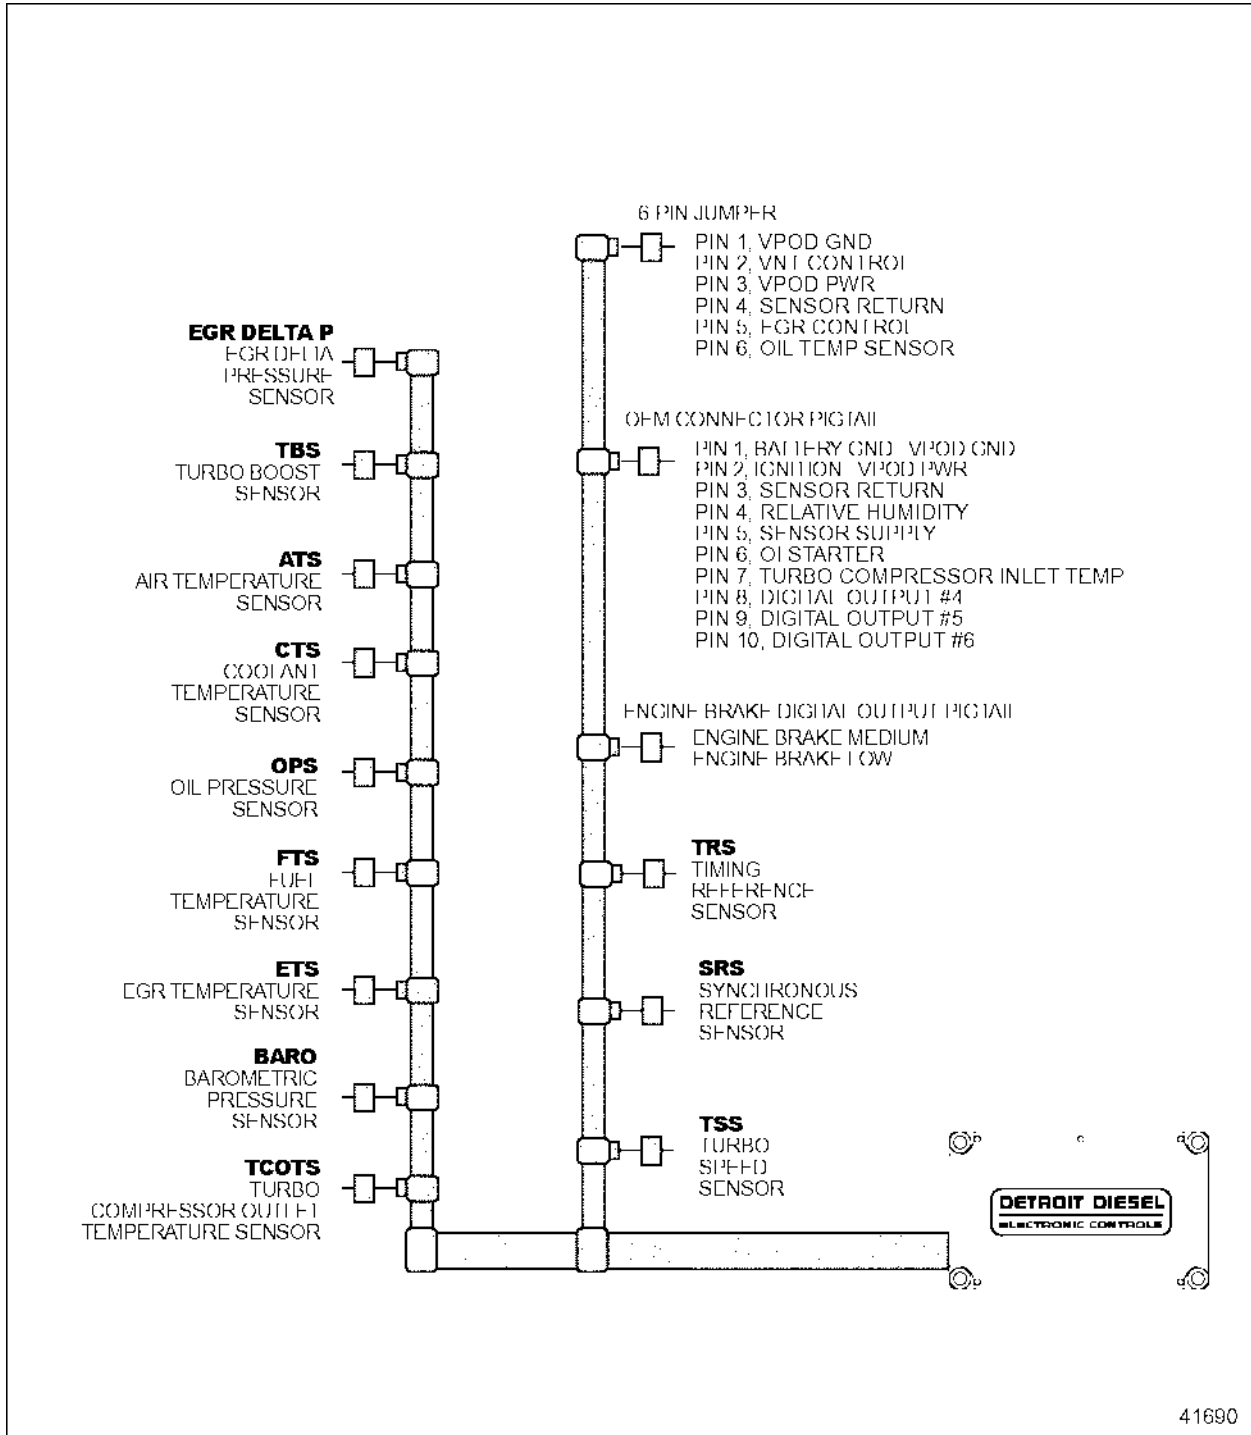 EGR DELTA P
EGR DELTA
PRESSURE
SENSOR
TBS
TURBO BOOST
SENSOR
ATS
AIR TEMPERATURE
SENSOR
CTS
COOLANT
TEMPERATURE
SENSOR
OPS
OIL PRESSURE
SENSOR
FTS
FUEL
TEMPERATURE
SENSOR
ETS
EGR TEMPERATURE
SENSOR
BARO
BAROMETRIC
PRESSURE
SENSOR
TCOTS
TURBO
COMPRESSOR OUTLET
TEMPERATURE SENSOR
6 PIN JUMPER
PIN 1, VPOD GND
PIN 2, VNT CONTROL
PIN 3, VPOD PWR
PIN 4, SENSOR RETURN
PIN 5, EGR CONTROL
PIN 6, OIL TEMP SENSOR
OEM CONNECTOR PIGTAIL
PIN 1, BATTERY GND VPOD GND
PIN 2, IGNITION VPOD PWR
PIN 3, SENSOR RETURN
PIN 4, RELATIVE HUMIDITY
PIN 5, SENSOR SUPPLY
PIN 6, OI STARTER
PIN 7, TURBO COMPRESSOR INLET TEMP
PIN 8, DIGITAL OUTPUT #4
PIN 9, DIGITAL OUTPUT #5
PIN 10, DIGITAL OUTPUT #6
ENGINE BRAKE DIGITAL OUTPUT PIGTAIL
ENGINE BRAKE MEDIUM
ENGINE BRAKE LOW
TRS
TIMING
REFERENCE
SENSOR
SRS
SYNCHRONOUS
REFERENCE
SENSOR
TSS
TURBO
SPEED
SENSOR
DETROIT DIESEL
ELECTRONIC CONTROLS
41690